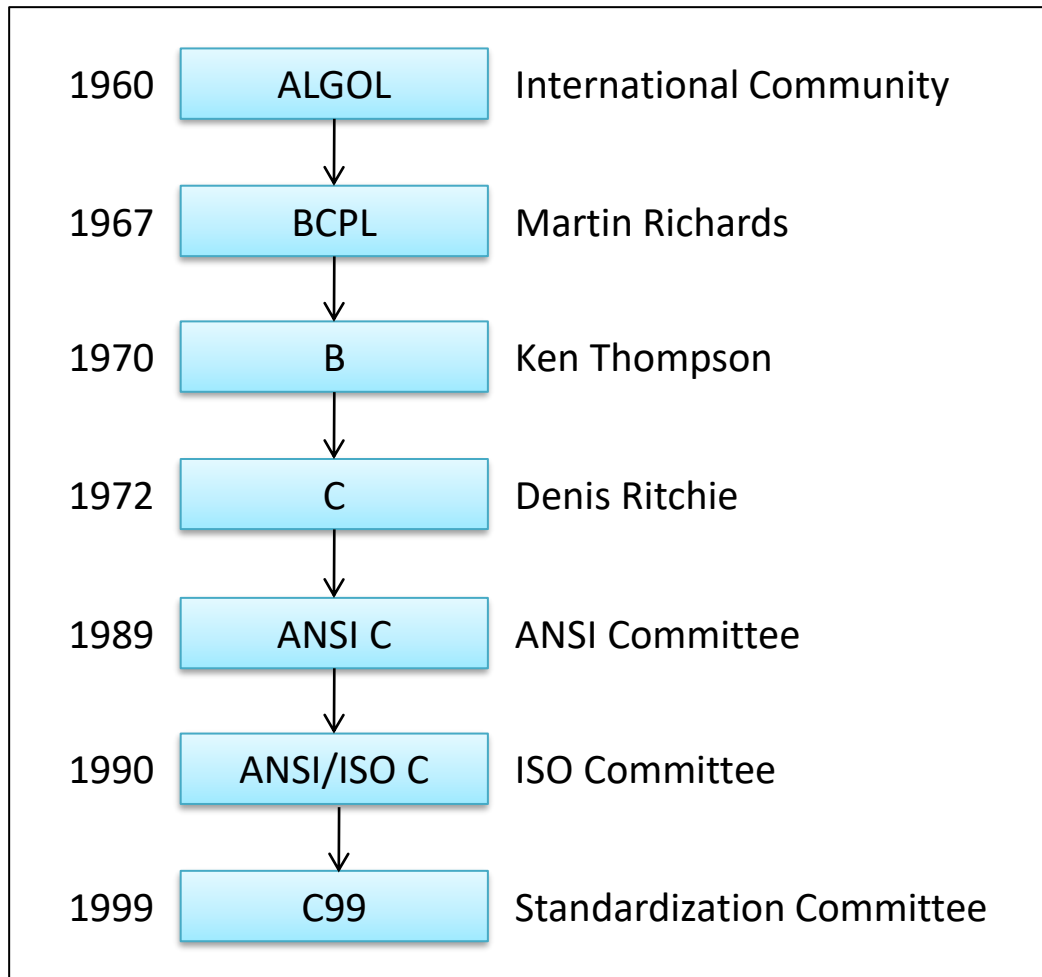 1960 ALGOL International Community
1967 BCPL Martin Richards
1970 B Ken Thompson
1972 C Denis Ritchie
1989 ANSI C ANSI Committee
1990 ANSI/ISO C ISO Committee
1999 C99 Standardization Committee